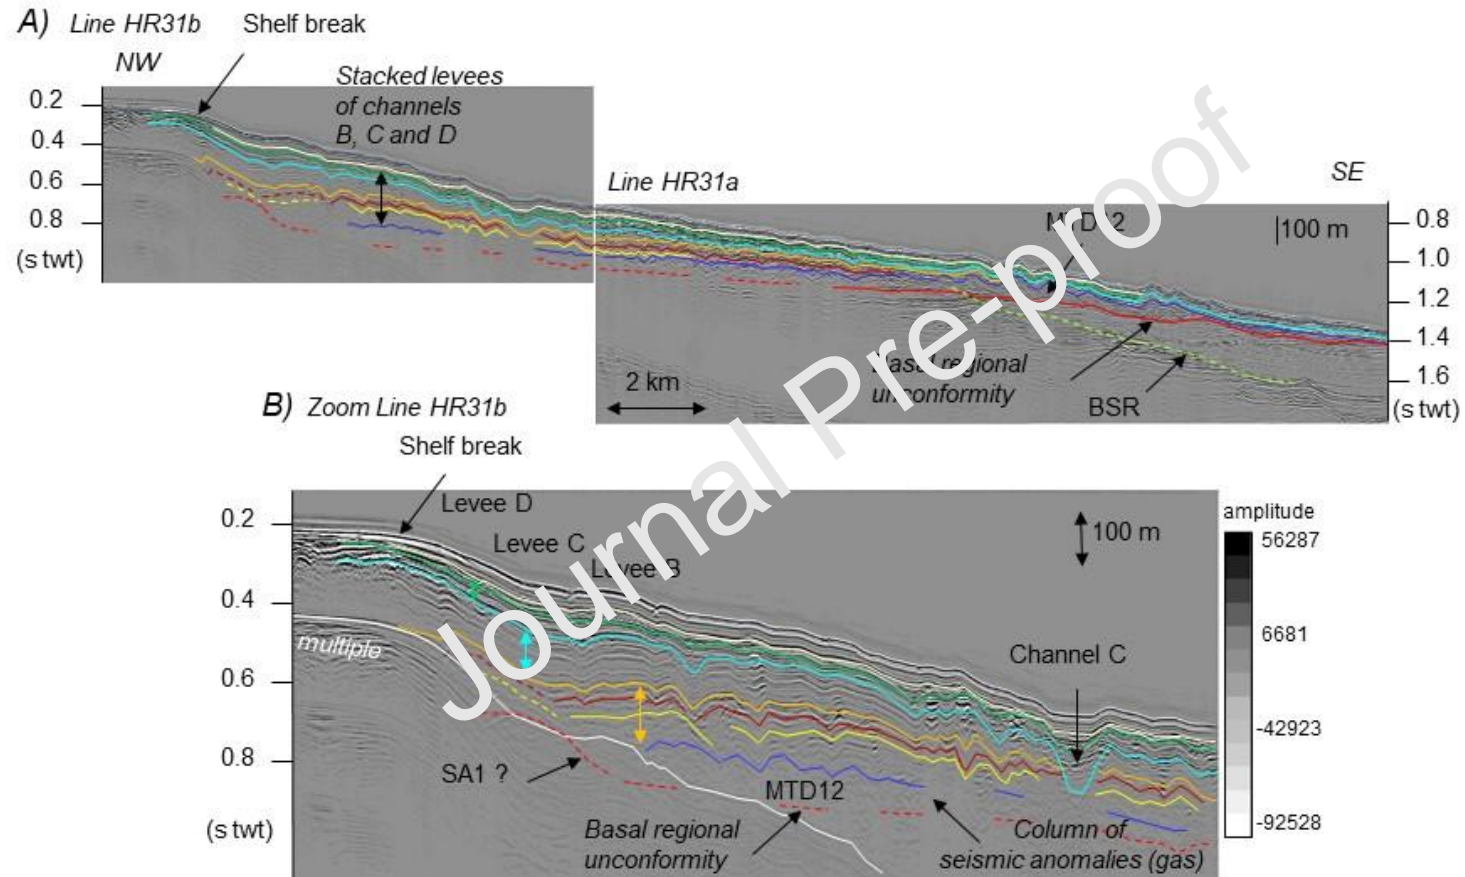 A) Line HR31b Shelf break
NW
Stacked levees
of channels
B, C and D
0.2
0.4
0.6
0.8
(s twt)
Line HR31a
SE
MTD12
100 m
0.8
1.0
1.2
1.4
1.6
(s twt)
2 km
Basal regional
unconformity
BSR
B) Zoom Line HR31b
Shelf break
Levee D
Levee C
Levee B
100 m
0.2
0.4
0.6
0.8
(s twt)
multiple
Channel C
SA1 ?
MTD12
Basal regional
unconformity
Column of
seismic anomalies (gas)
amplitude
56287
6681
-42923
-92528
Journal Pre-proof